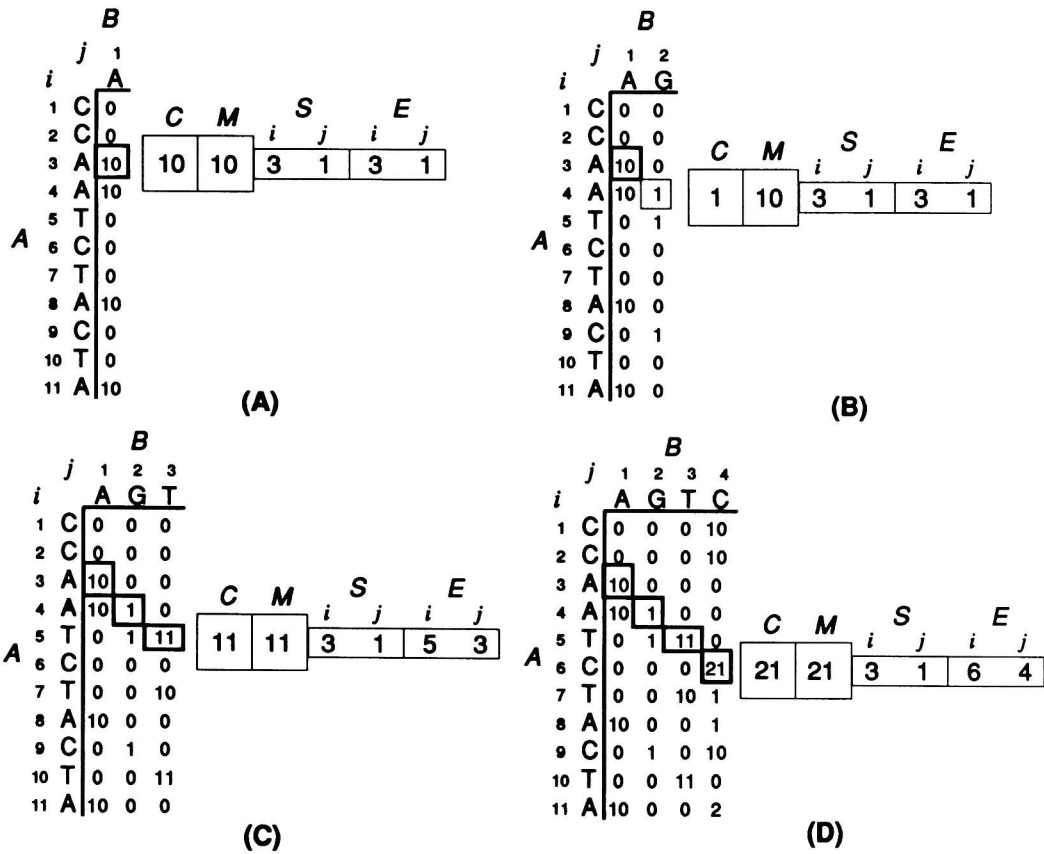 B
j 1
i A
1 C 0
2 C 0
3 A 10
4 A 10
5 T 0
6 C 0
7 T 0
8 A 10
9 C 0
10 T 0
11 A 10
A
C M S E
i j i j
10 10 3 1 3 1
(A)
B
j 1 2
i A G
1 C 0 0
2 C 0 0
3 A 10 0
4 A 10 1
5 T 0 1
6 C 0 0
7 T 0 0
8 A 10 0
9 C 0 1
10 T 0 0
11 A 10 0
A
C M S E
i j i j
1 10 3 1 3 1
(B)
B
j 1 2 3
i A G T
1 C 0 0 0
2 C 0 0 0
3 A 10 0 0
4 A 10 1 0
5 T 0 1 11
6 C 0 0 0
7 T 0 0 10
8 A 10 0 0
9 C 0 1 0
10 T 0 0 11
11 A 10 0 0
A
C M S E
i j i j
11 11 3 1 5 3
(C)
B
j 1 2 3 4
i A G T C
1 C 0 0 0 10
2 C 0 0 0 10
3 A 10 0 0 0
4 A 10 1 0 0
5 T 0 1 11 0
6 C 0 0 0 21
7 T 0 0 10 1
8 A 10 0 0 1
9 C 0 1 0 10
10 T 0 0 11 0
11 A 10 0 0 2
A
C M S E
i j i j
21 21 3 1 6 4
(D)